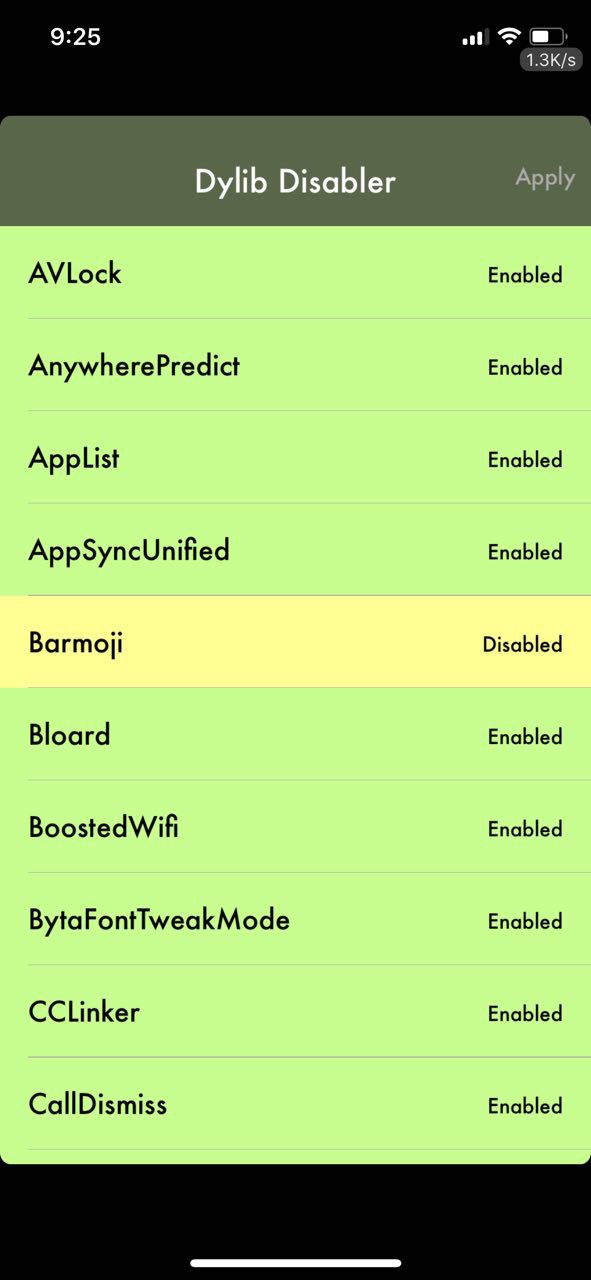 9:25
1.3K/s
Dylib Disabler
Apply
AVLock Enabled
AnywherePredict Enabled
AppList Enabled
AppSyncUnified Enabled
Barmoji Disabled
Bloard Enabled
BoostedWifi Enabled
BytaFontTweakMode Enabled
CCLinker Enabled
CallDismiss Enabled